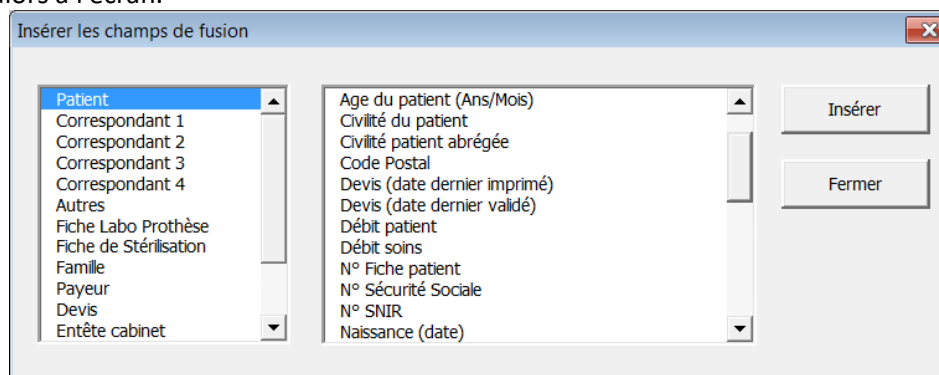 alors à l'écran.
Insérer les champs de fusion
Patient
Correspondant 1
Correspondant 2
Correspondant 3
Correspondant 4
Autres
Fiche Labo Prothèse
Fiche de Stérilisation
Famille
Payeur
Devis
Entête cabinet
Age du patient (Ans/Mois)
Civilité du patient
Civilité patient abrégée
Code Postal
Devis (date dernier imprimé)
Devis (date dernier validé)
Débit patient
Débit soins
N° Fiche patient
N° Sécurité Sociale
N° SNIR
Naissance (date)
Insérer
Fermer